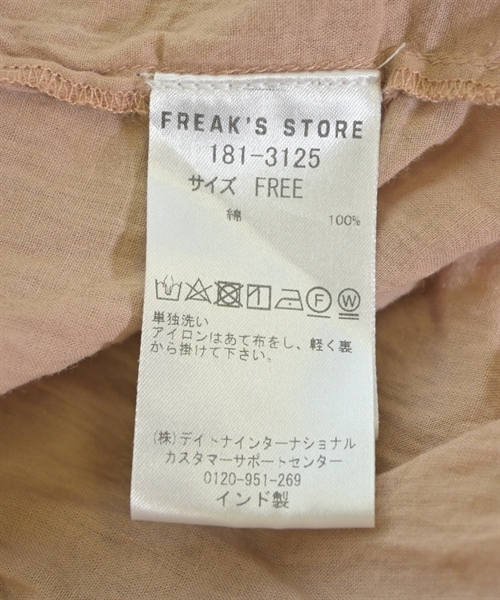 FREAK'S STORE
181-3125
サイズ FREE
綿 100%
F W
単独洗い
アイロンはあて布をし、軽く裏
から掛けて下さい。
(株)デイトナインターナショナル
カスタマーサポートセンター
0120-951-269
インド製